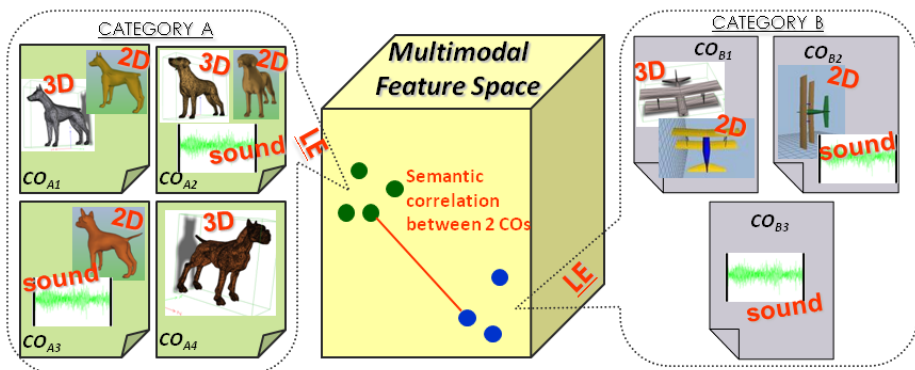 CATEGORY A
3D
2D
CO_A1
3D
2D
sound
CO_A2
2D
sound
CO_A3
3D
CO_A4
LE
Multimodal
Feature Space
Semantic
correlation
between 2 COs
LE
CATEGORY B
CO_B1
3D
2D
CO_B2
2D
sound
CO_B3
sound